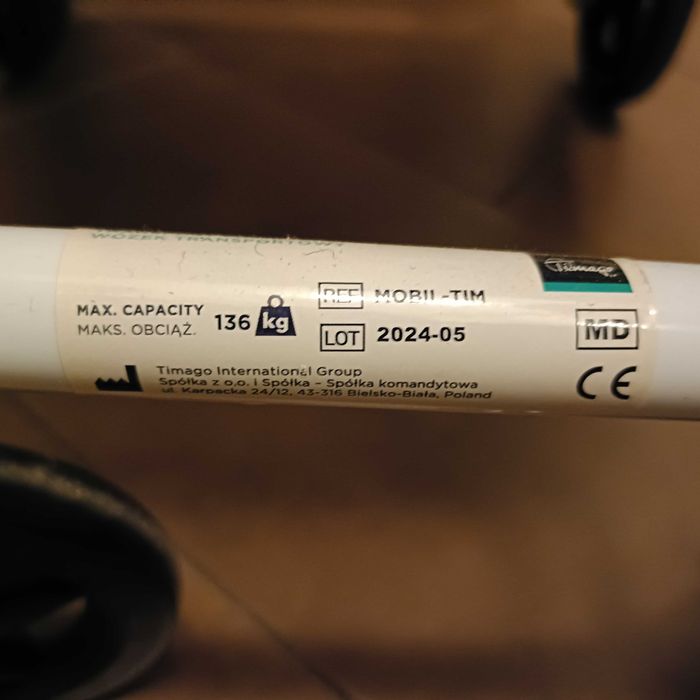 WÓZEK TRANSPORTOWY
Timago
MAX. CAPACITY
MAKS. OBCIĄŻ.
136 kg
REF MOBIL-TIM
LOT 2024-05
MD
CE
Timago International Group
Spółka z o.o. i Spółka - Spółka komandytowa
ul. Karpacka 24/12, 43-316 Bielsko-Biała, Poland